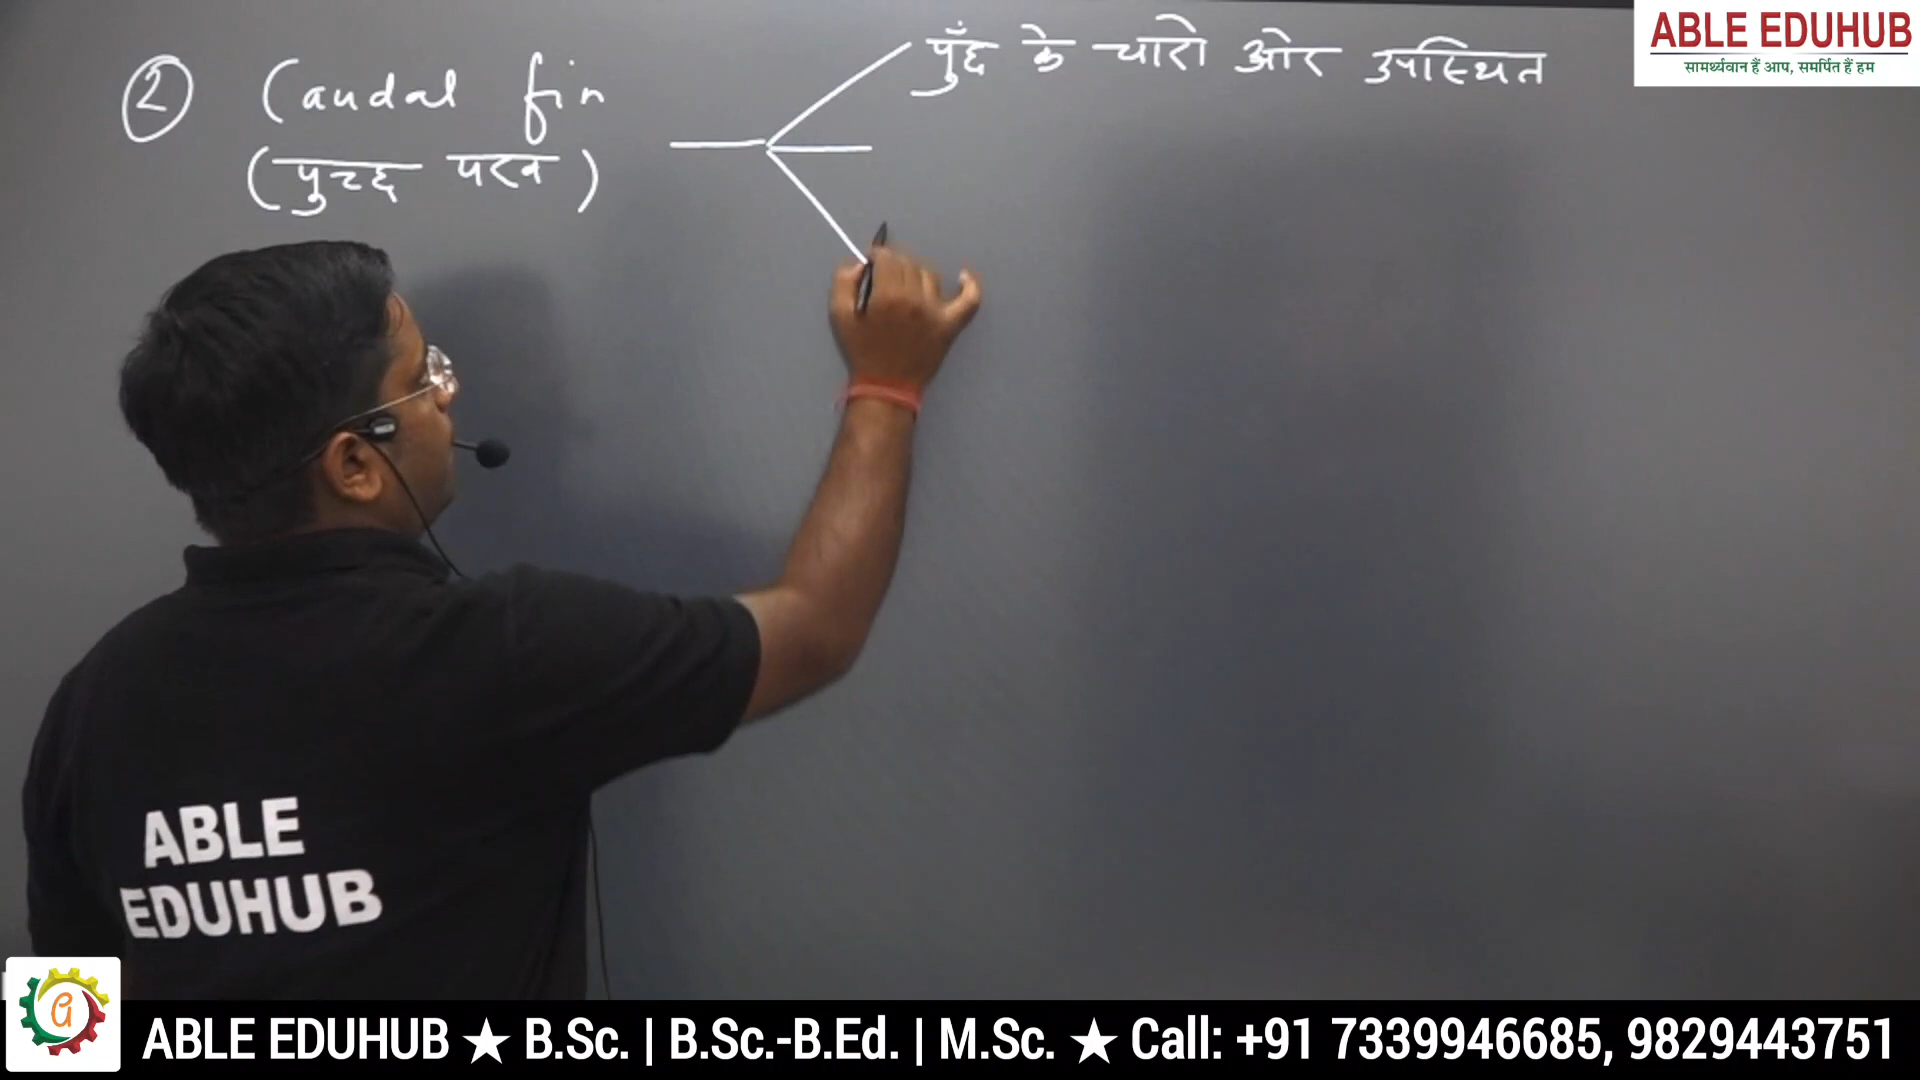 ② Caudal fin
(पुच्छ पखन)
पुँछ के चारो ओर उपस्थित
ABLE EDUHUB
सामर्थ्यवान हैं आप, समर्पित हैं हम
ABLE
EDUHUB
ABLE EDUHUB ★ B.Sc. | B.Sc.-B.Ed. | M.Sc. ★ Call: +91 7339946685, 9829443751